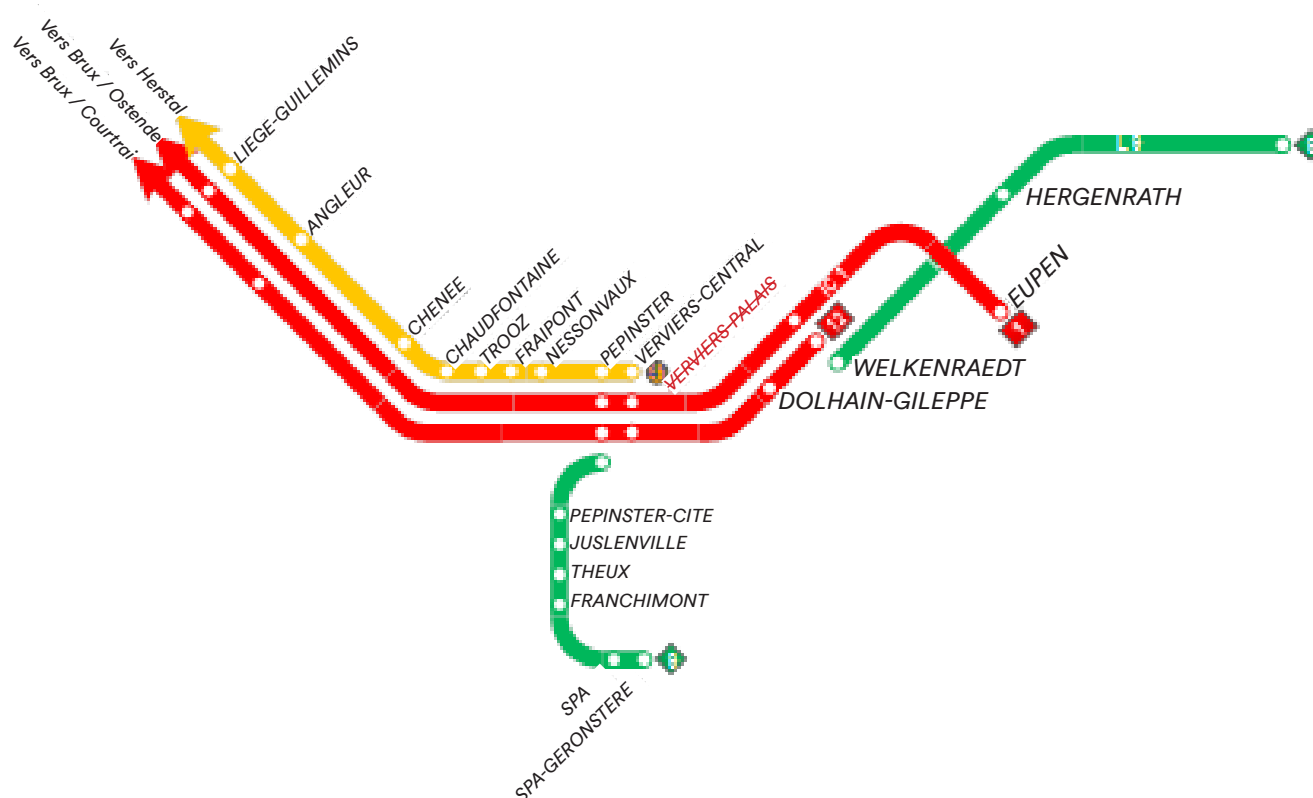 Vers Herstal
Vers Brux / Ostende
Vers Brux / Courtrai
LIEGE-GUILLEMINS
ANGLEUR
CHENEE
CHAUDFONTAINE
TROOZ
FRAIPONT
NESSONVAUX
PEPINSTER
VERVIERS-CENTRAL
VERVIERS-PALAIS
HERGENRATH
EUPEN
WELKENRAEDT
DOLHAIN-GILEPPE
PEPINSTER-CITE
JUSLENVILLE
THEUX
FRANCHIMONT
SPA
SPA-GERONSTERE